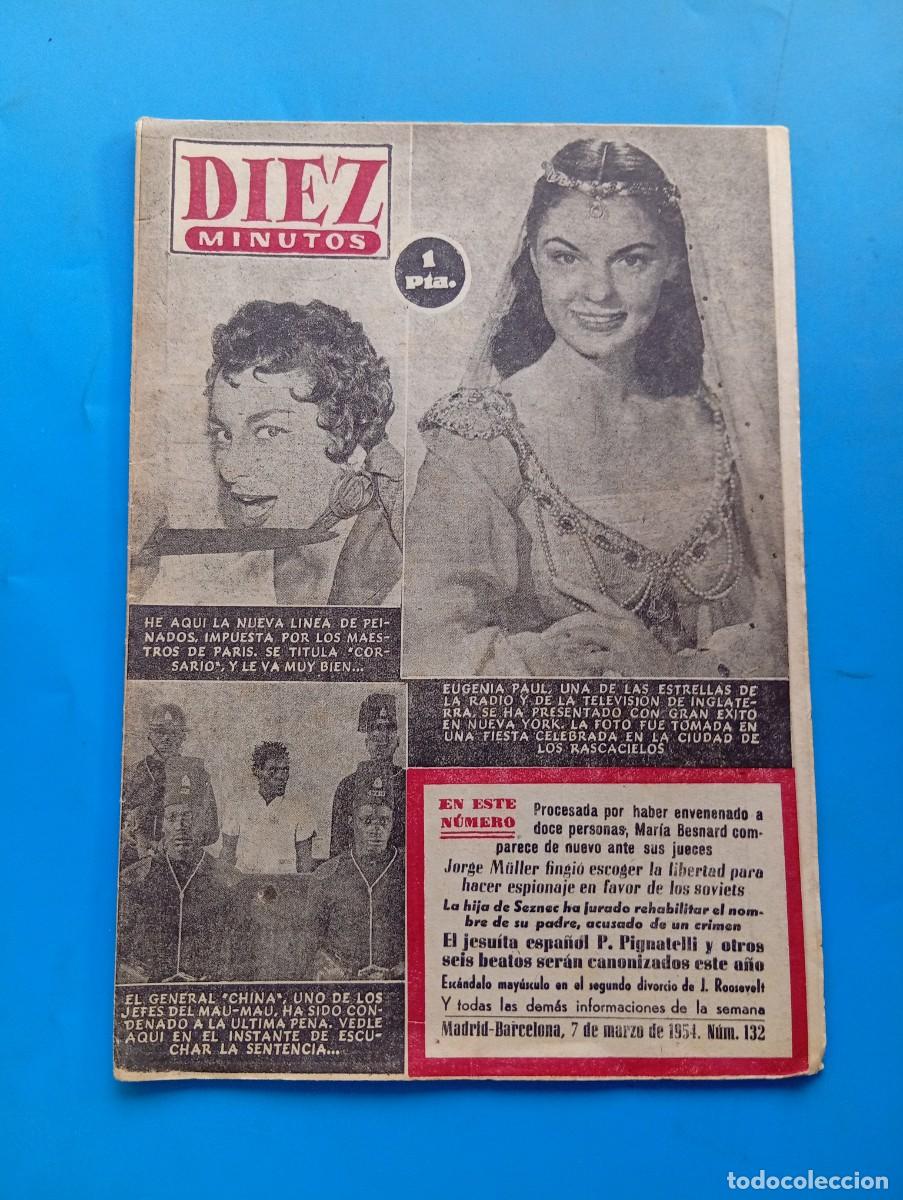 DIEZ
MINUTOS
1
Pta.
HE AQUI LA NUEVA LINEA DE PEI-
NADOS, IMPUESTA POR LOS MAES-
TROS DE PARIS. SE TITULA "COR-
SARIO", Y LE VA MUY BIEN...
EUGENIA PAUL, UNA DE LAS ESTRELLAS DE
LA RADIO Y DE LA TELEVISION DE INGLATE-
RRA, SE HA PRESENTADO CON GRAN EXITO
EN NUEVA YORK. LA FOTO FUE TOMADA EN
UNA FIESTA CELEBRADA EN LA CIUDAD DE
LOS RASCACIELOS
EL GENERAL "CHINA", UNO DE LOS
JEFES DEL MAU-MAU, HA SIDO CON-
DENADO A LA ULTIMA PENA. VEDLE
AQUI EN EL INSTANTE DE ESCU-
CHAR LA SENTENCIA...
EN ESTE
NÚMERO
Procesada por haber envenenado a
doce personas, María Besnard com-
parece de nuevo ante sus jueces
Jorge Müller fingió escoger la libertad para
hacer espionaje en favor de los soviets
La hija de Seznec ha jurado rehabilitar el nom-
bre de su padre, acusado de un crimen
El jesuíta español P. Pignatelli y otros
seis beatos serán canonizados este año
Escándalo mayúsculo en el segundo divorcio de J. Roosevelt
Y todas las demás informaciones de la semana
Madrid-Barcelona, 7 de marzo de 1954. Núm. 132
todocoleccion